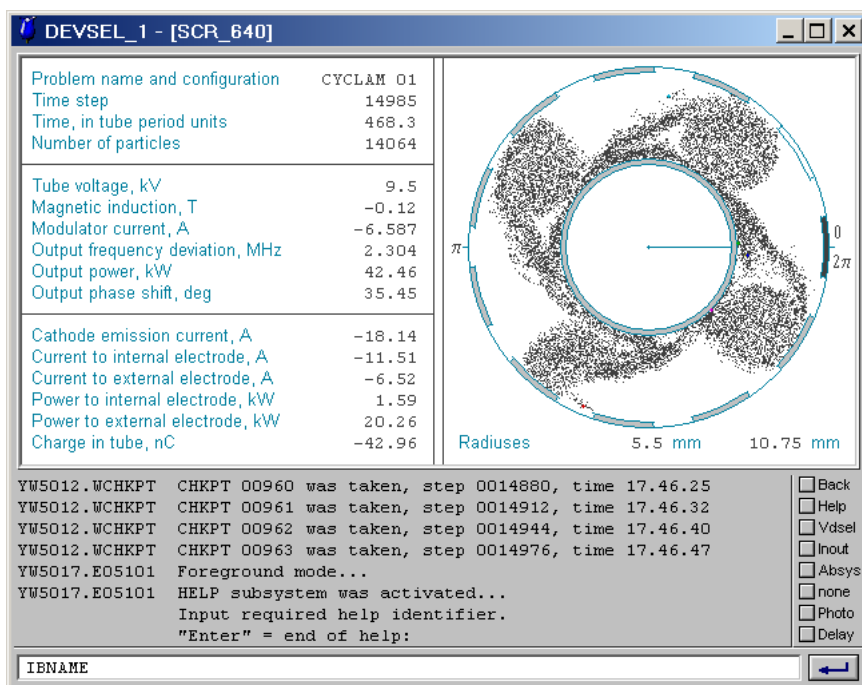 DEVSEL_1 - [SCR_640]
Problem name and configuration CYCLAM 01
Time step 14985
Time, in tube period units 468.3
Number of particles 14064
Tube voltage, kV 9.5
Magnetic induction, T -0.12
Modulator current, A -6.587
Output frequency deviation, MHz 2.304
Output power, kW 42.46
Output phase shift, deg 35.45
Cathode emission current, A -18.14
Current to internal electrode, A -11.51
Current to external electrode, A -6.52
Power to internal electrode, kW 1.59
Power to external electrode, kW 20.26
Charge in tube, nC -42.96
π
0
2π
Radiuses 5.5 mm 10.75 mm
YW5012.WCHKPT CHKPT 00960 was taken, step 0014880, time 17.46.25
YW5012.WCHKPT CHKPT 00961 was taken, step 0014912, time 17.46.32
YW5012.WCHKPT CHKPT 00962 was taken, step 0014944, time 17.46.40
YW5012.WCHKPT CHKPT 00963 was taken, step 0014976, time 17.46.47
YW5017.E05101 Foreground mode...
YW5017.E05101 HELP subsystem was activated...
Input required help identifier.
"Enter" = end of help:
Back
Help
Vdsel
Inout
Absys
none
Photo
Delay
IBNAME